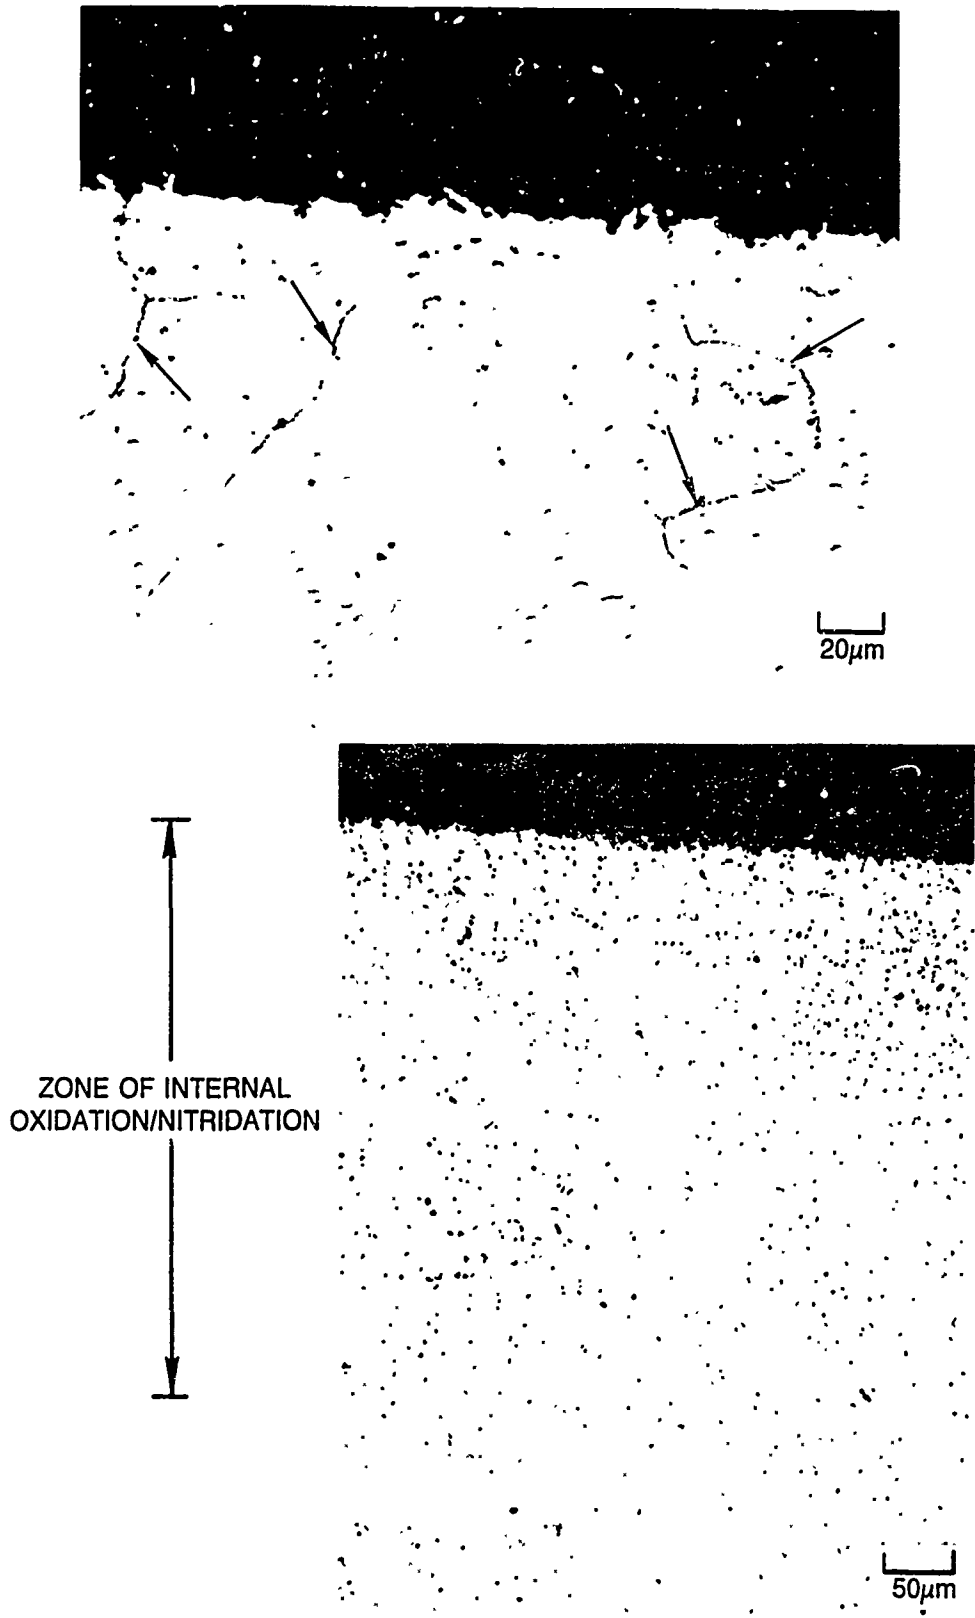 20μm
ZONE OF INTERNAL
OXIDATION/NITRIDATION
50μm